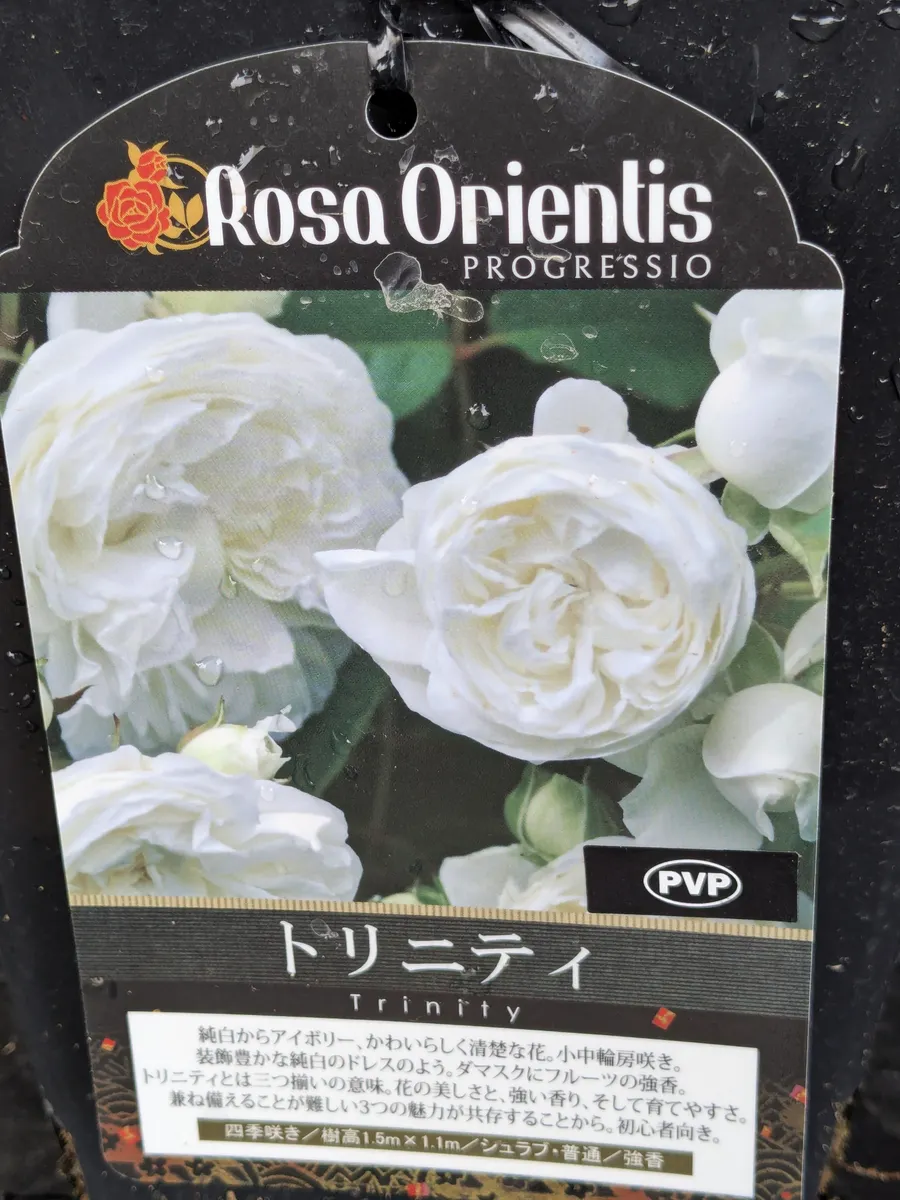 Rosa Orientis
PROGRESSIO
PVP
トリニティ
Trinity
純白からアイボリー、かわいらしく清楚な花。小中輪房咲き。
装飾豊かな純白のドレスのよう。ダマスクにフルーツの強香。
トリニティとは三つ揃いの意味。花の美しさと、強い香り、そして育てやすさ。
兼ね備えることが難しい3つの魅力が共存することから。初心者向き。
四季咲き／樹高1.5m×1.1m／シュラブ・普通／強香